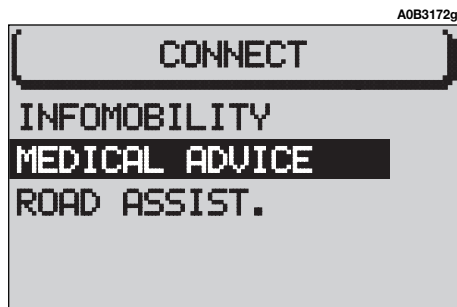 A0B3172g
CONNECT
INFOMOBILITY
MEDICAL ADVICE
ROAD ASSIST.